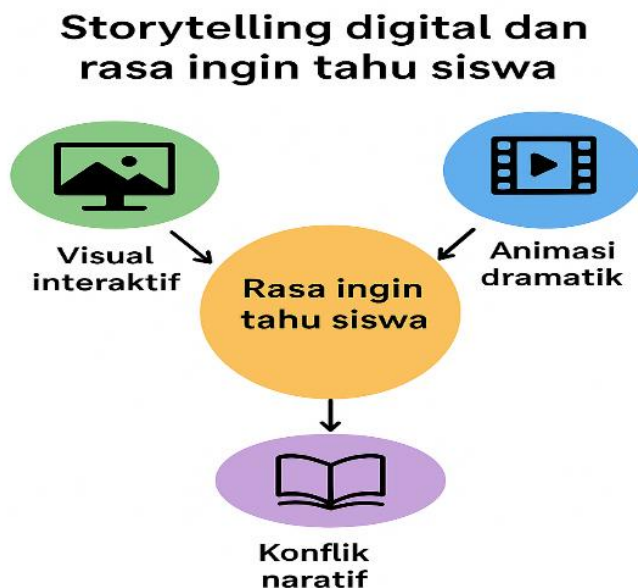 Storytelling digital dan
rasa ingin tahu siswa
Visual
interaktif
Animasi
dramatik
Rasa ingin
tahu siswa
Konflik
naratif